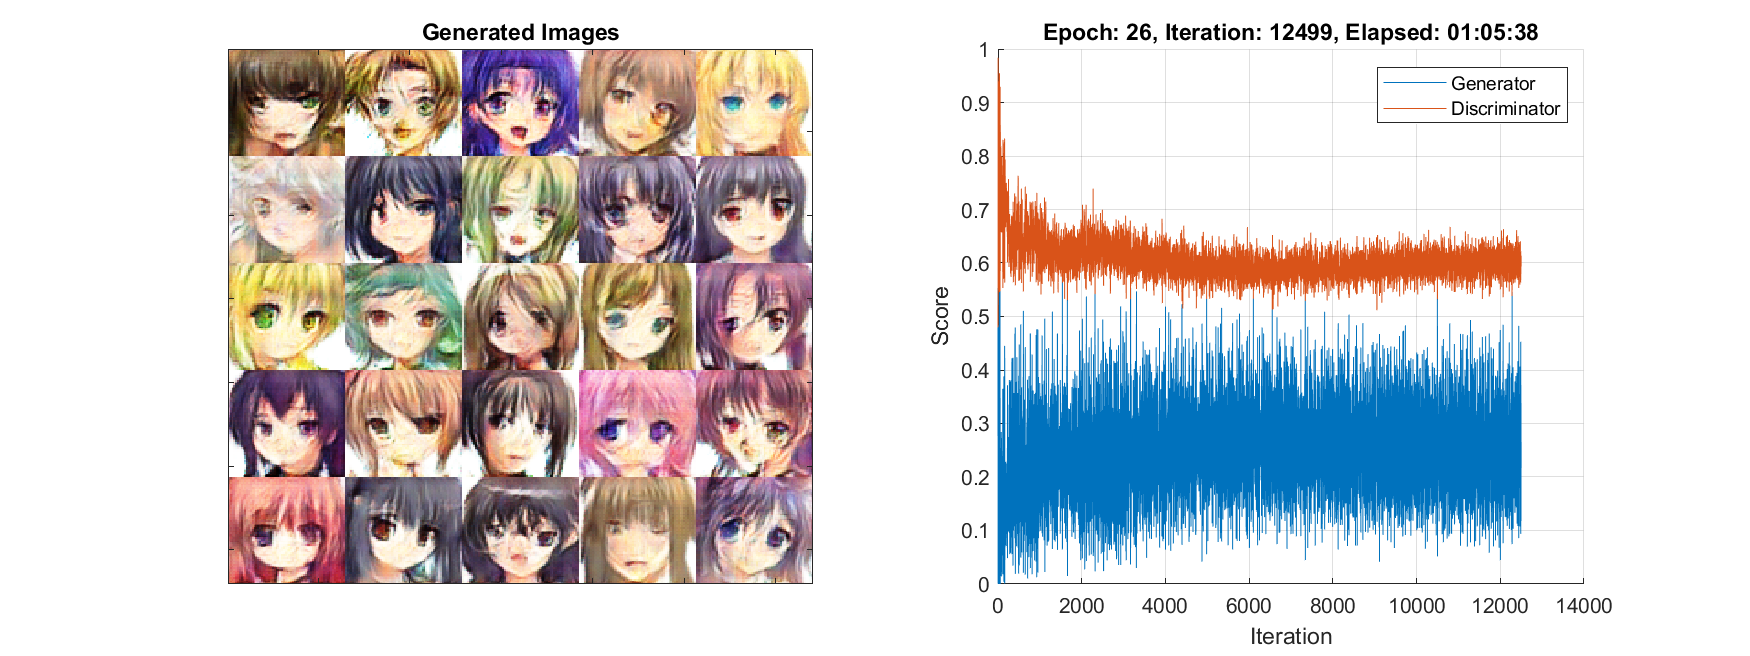 Generated Images
Epoch: 26, Iteration: 12499, Elapsed: 01:05:38
Generator
Discriminator
Score
1
0.9
0.8
0.7
0.6
0.5
0.4
0.3
0.2
0.1
0
0 2000 4000 6000 8000 10000 12000 14000
Iteration